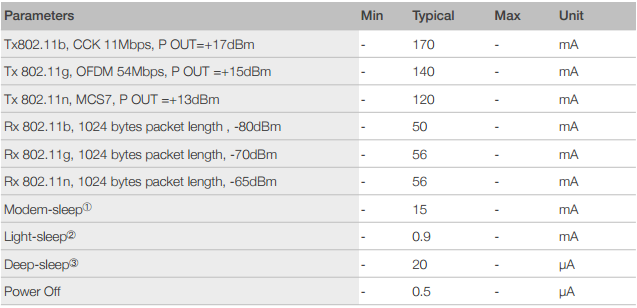 Parameters Min Typical Max Unit
Tx802.11b, CCK 11Mbps, P OUT=+17dBm - 170 - mA
Tx 802.11g, OFDM 54Mbps, P OUT =+15dBm - 140 - mA
Tx 802.11n, MCS7, P OUT =+13dBm - 120 - mA
Rx 802.11b, 1024 bytes packet length , -80dBm - 50 - mA
Rx 802.11g, 1024 bytes packet length, -70dBm - 56 - mA
Rx 802.11n, 1024 bytes packet length, -65dBm - 56 - mA
Modem-sleep① - 15 - mA
Light-sleep② - 0.9 - mA
Deep-sleep③ - 20 - μA
Power Off - 0.5 - μA